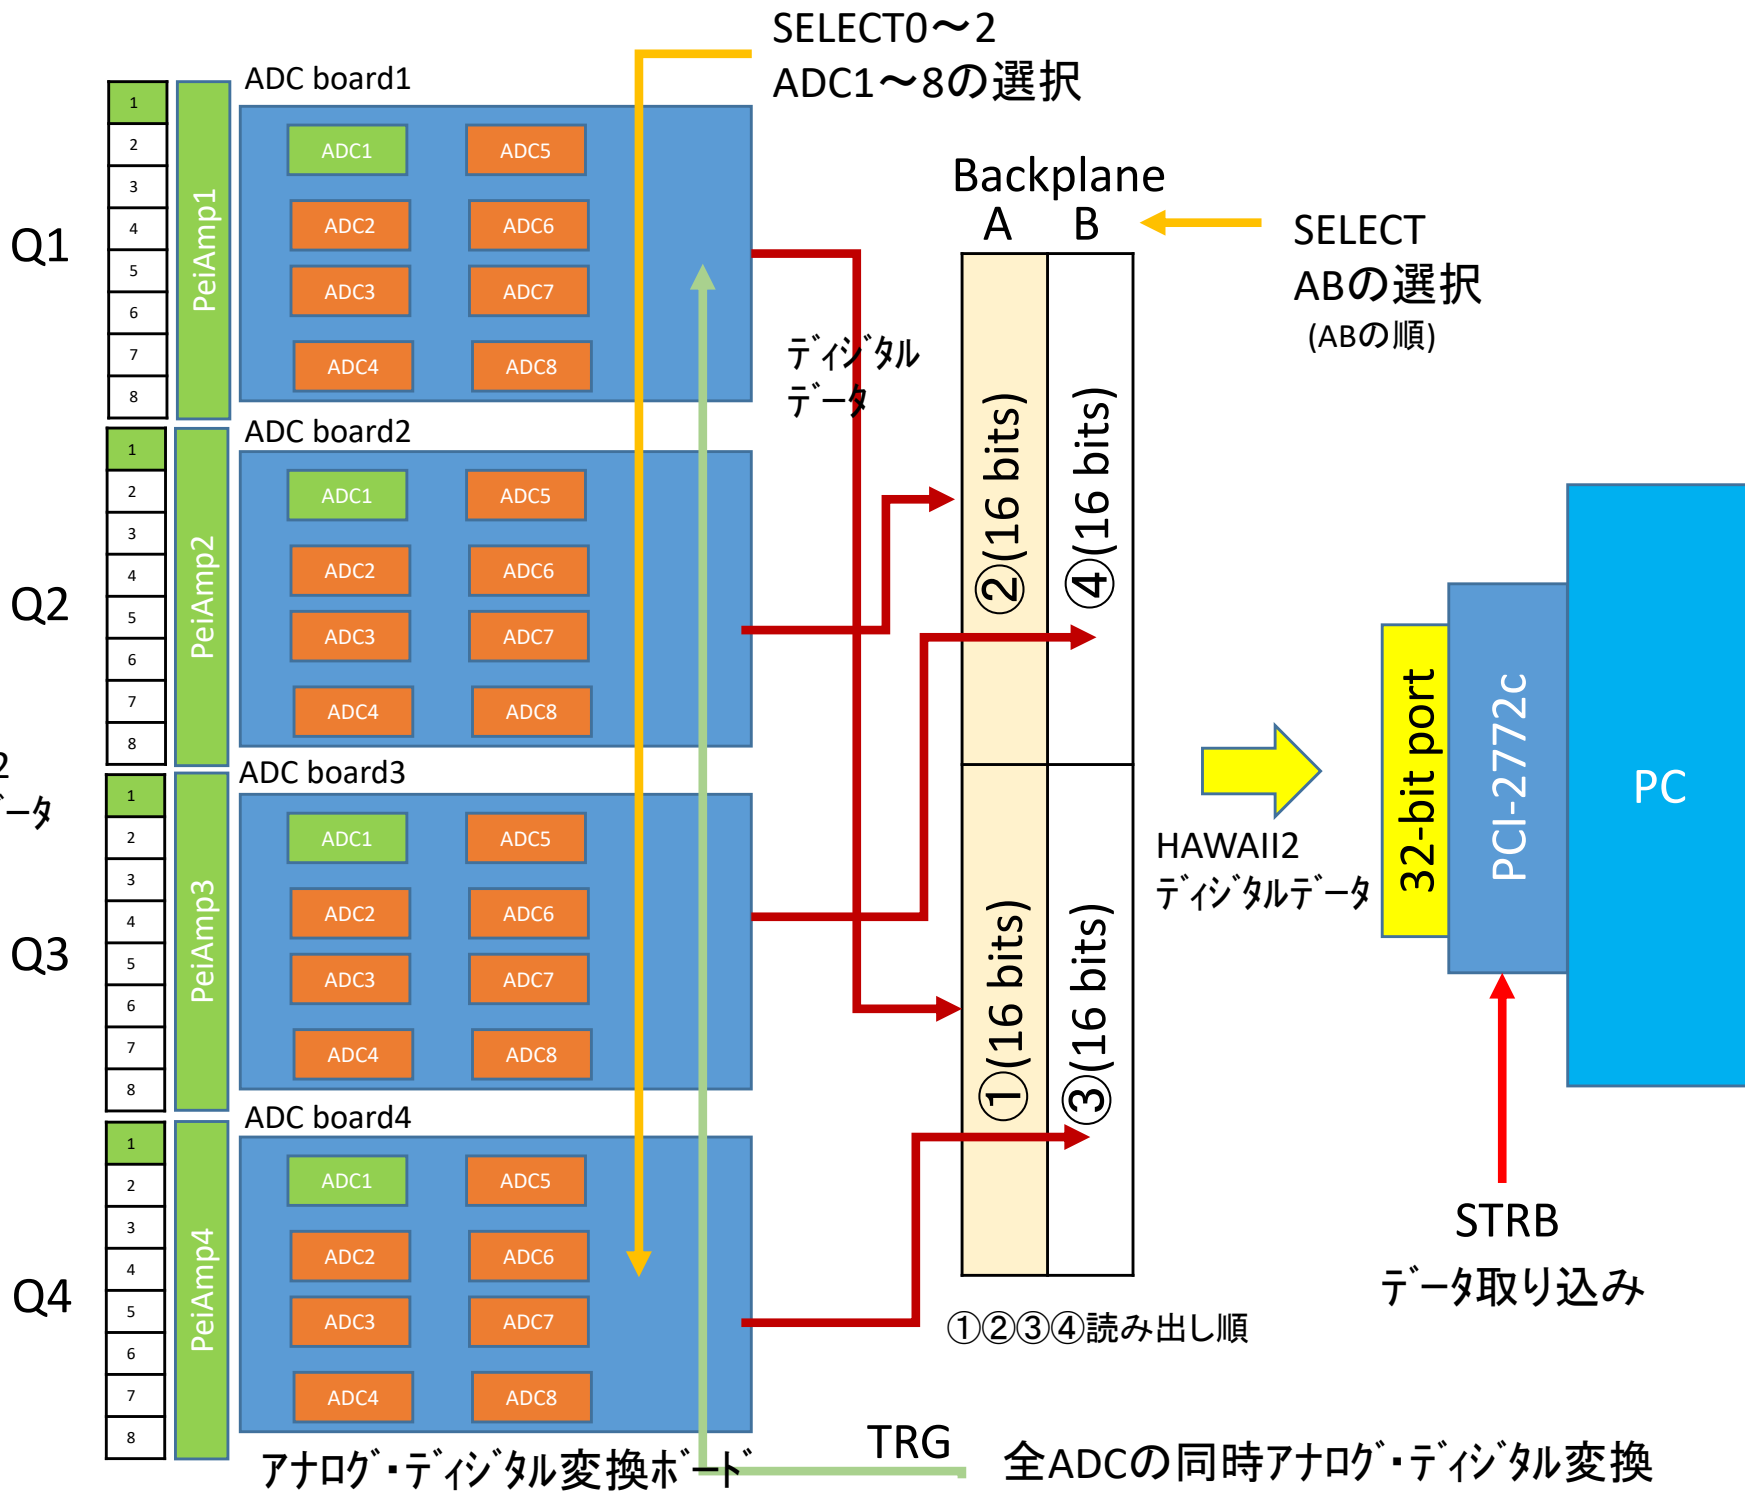 SELECT0～2
ADC1～8の選択
ADC board1
1
2
3
4
5
6
7
8
Q1
PeiAmp1
ADC1
ADC5
ADC2
ADC6
ADC3
ADC7
ADC4
ADC8
Backplane
A
B
SELECT
ABの選択
(ABの順)
ﾃﾞｨｼﾞﾀﾙ
ﾃﾞｰﾀ
ADC board2
1
2
3
4
5
6
7
8
Q2
PeiAmp2
ADC1
ADC5
ADC2
ADC6
ADC3
ADC7
ADC4
ADC8
②(16 bits)
④(16 bits)
2
ﾞｰﾀ
ADC board3
1
2
3
4
5
6
7
8
Q3
PeiAmp3
ADC1
ADC5
ADC2
ADC6
ADC3
ADC7
ADC4
ADC8
①(16 bits)
③(16 bits)
HAWAII2
ﾃﾞｨｼﾞﾀﾙﾃﾞｰﾀ
32-bit port
PCI-2772c
PC
STRB
ﾃﾞｰﾀ取り込み
ADC board4
1
2
3
4
5
6
7
8
Q4
PeiAmp4
ADC1
ADC5
ADC2
ADC6
ADC3
ADC7
ADC4
ADC8
①②③④読み出し順
ｱﾅﾛｸﾞ･ﾃﾞｨｼﾞﾀﾙ変換ﾎﾞｰﾄﾞ
TRG
全ADCの同時ｱﾅﾛｸﾞ･ﾃﾞｨｼﾞﾀﾙ変換